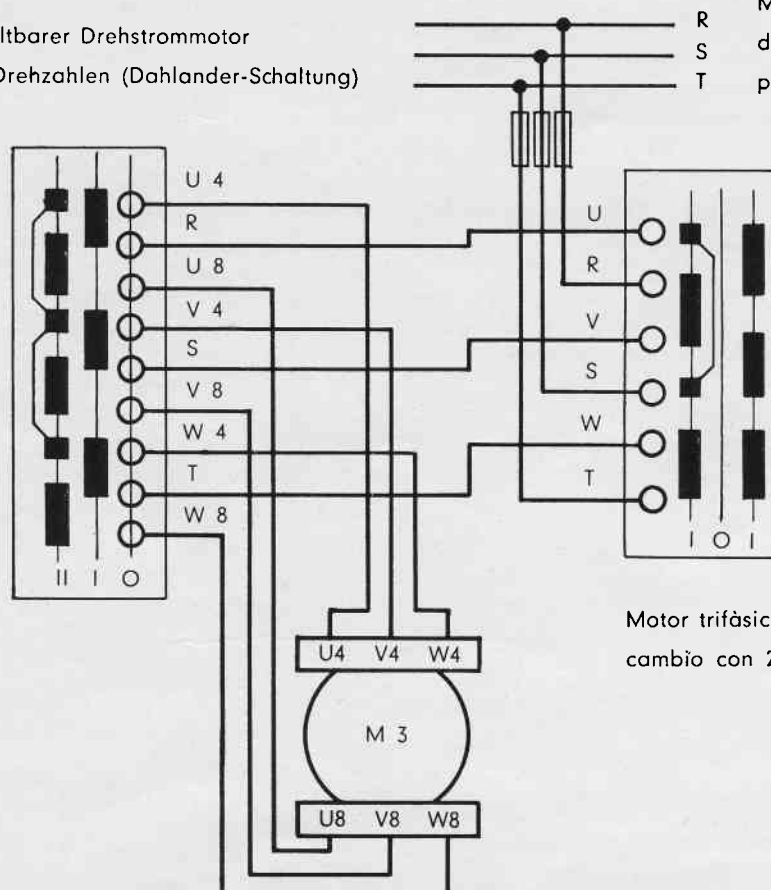 ltbarer Drehstrommotor
Drehzahlen (Dahlander-Schaltung)
R
S
T
M
d
p
U 4
R
U 8
V 4
S
V 8
W 4
T
W 8
II I O
U
R
V
S
W
T
I O I
Motor trifàsic
cambio con 2
U4 V4 W4
M 3
U8 V8 W8